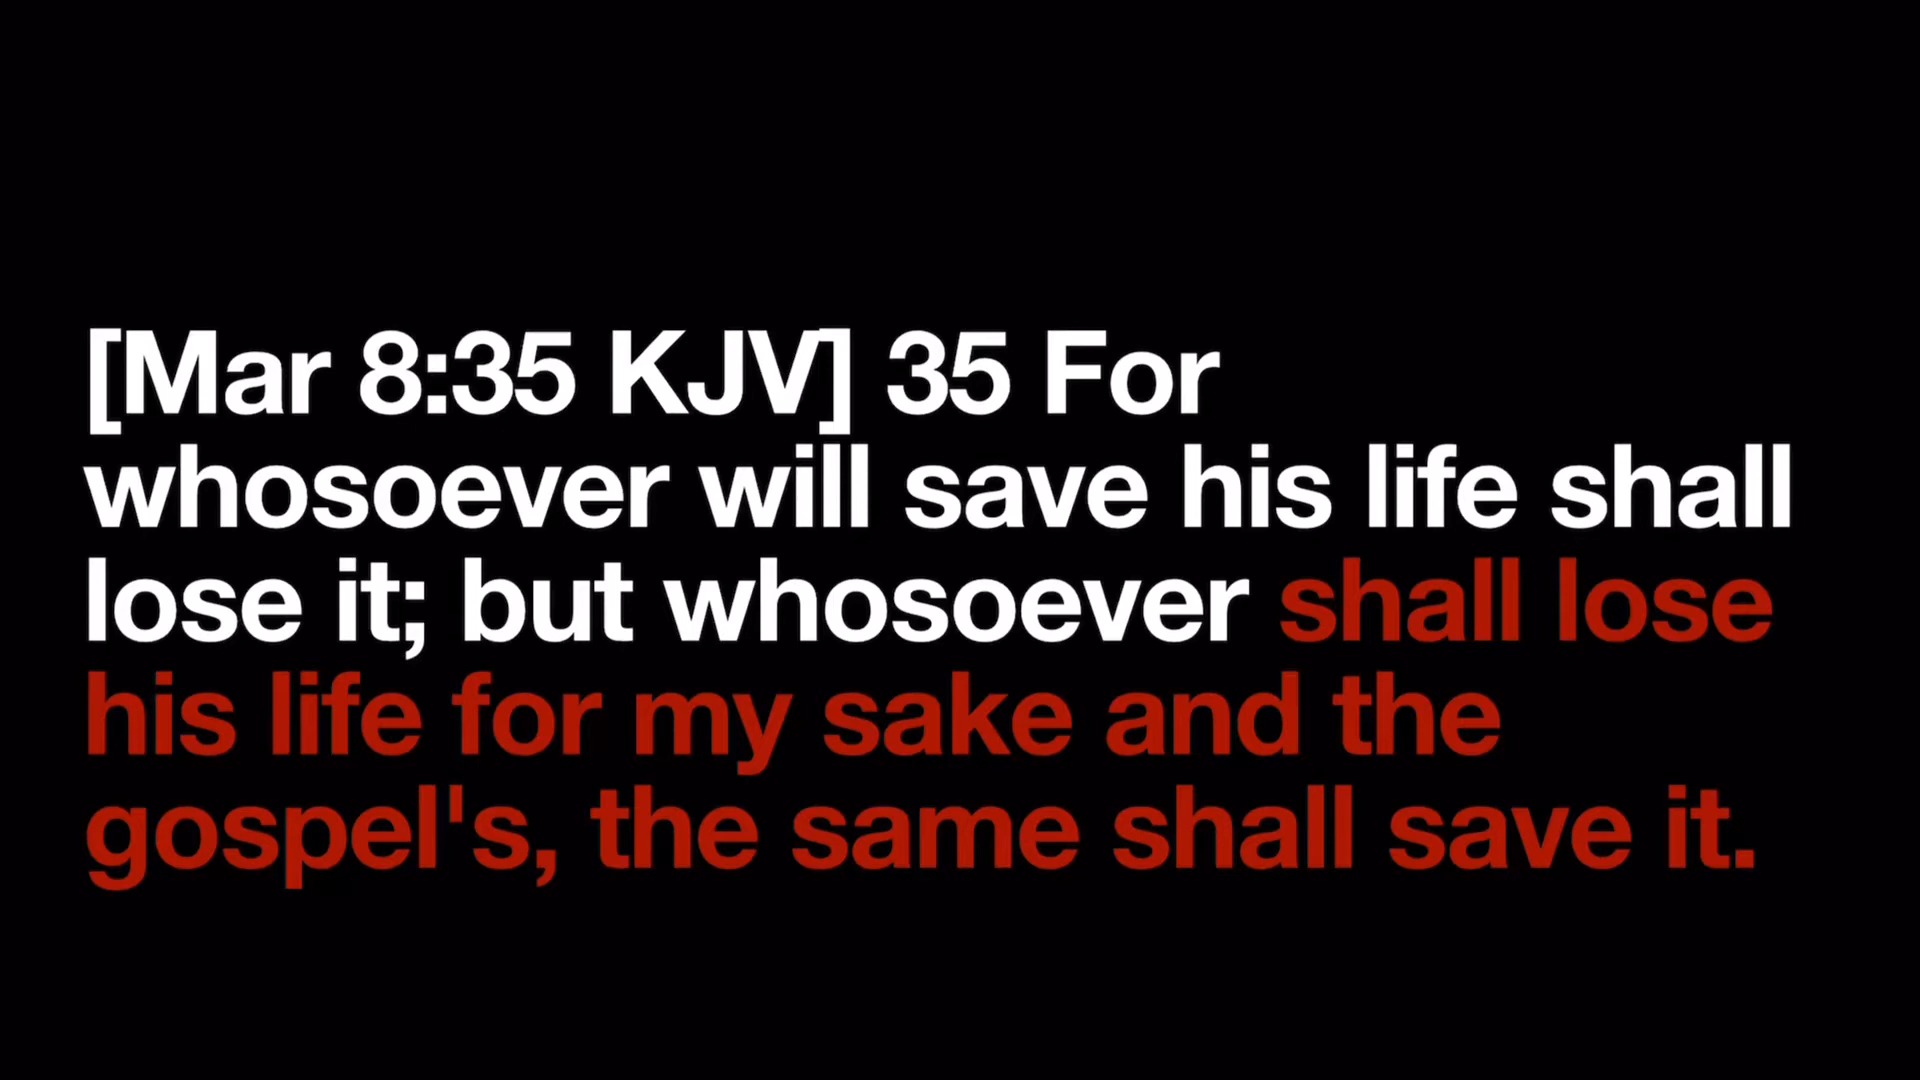 [Mar 8:35 KJV] 35 For
whosoever will save his life shall
lose it; but whosoever shall lose
his life for my sake and the
gospel's, the same shall save it.